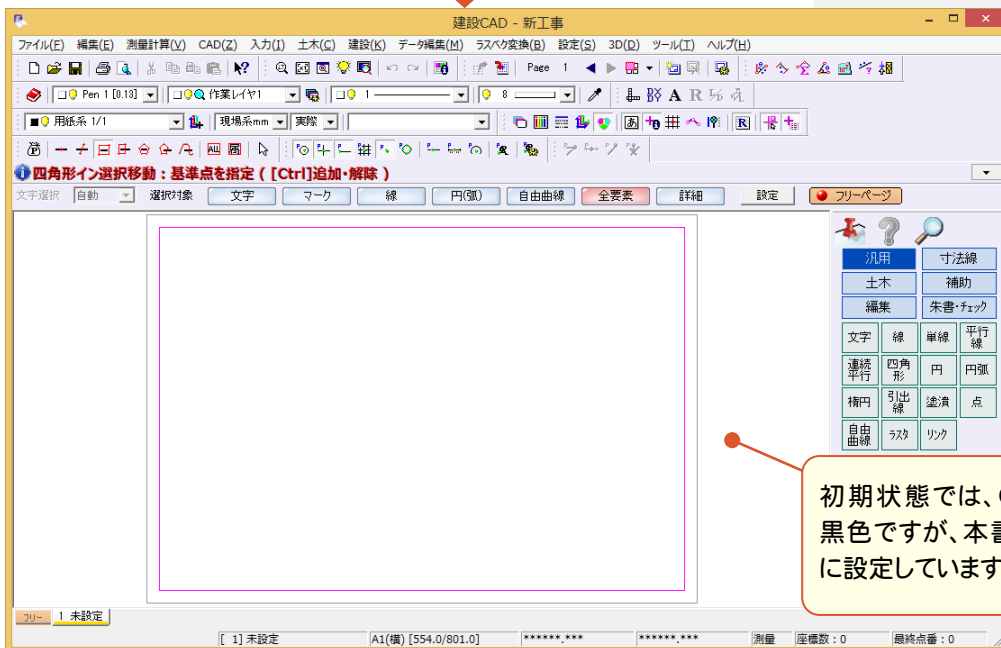 建設CAD - 新工事
ファイル(F) 編集(E) 測量計算(V) CAD(Z) 入力(I) 土木(C) 建設(K) データ編集(M) ラスベク変換(B) 設定(S) 3D(D) ツール(T) ヘルプ(H)
Page 1
Pen 1 [0.13] 作業レイヤ1 1 8 A R
用紙系 1/1 現場系mm 実際 R
四角形イン選択移動：基準点を指定 ( [Ctrl]追加・解除 )
文字選択 自動 選択対象 文字 マーク 線 円(弧) 自由曲線 全要素 詳細 設定 フリーページ
汎用 寸法線
土木 補助
編集 朱書・チェック
文字 線 単線 平行線
連続平行 四角形 円 円弧
楕円 引出線 塗潰 点
自由曲線 ラスタ リンク
初期状態では、
黒色ですが、本書
に設定しています
フリー 1 未設定
[ 1] 未設定 A1(横) [554.0/801.0] ******.*** ******.*** 測量 座標数：0 最終点番：0